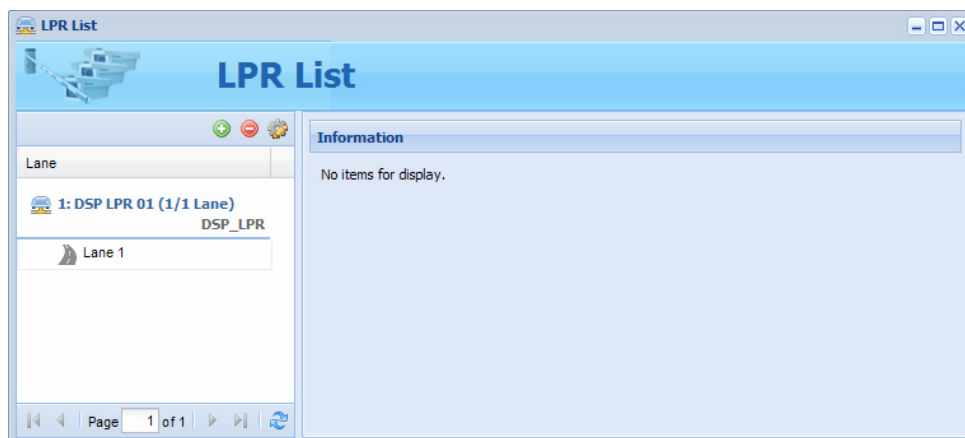 LPR List
LPR List
Lane
1: DSP LPR 01 (1/1 Lane)
DSP_LPR
Lane 1
Page 1 of 1
Information
No items for display.